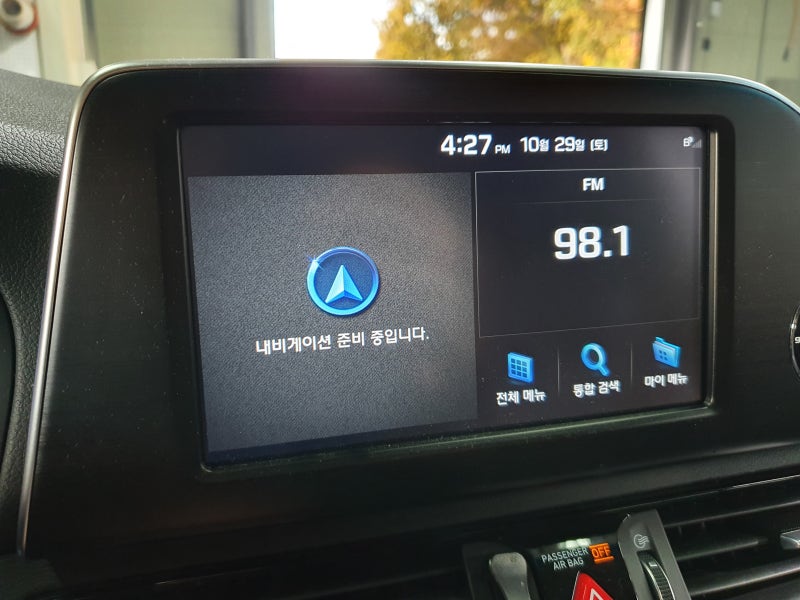 4:27 PM 10월 29일 (토)
FM
98.1
내비게이션 준비 중입니다.
전체 메뉴
통합 검색
마이 메뉴
PASSENGER
AIR BAG
OFF